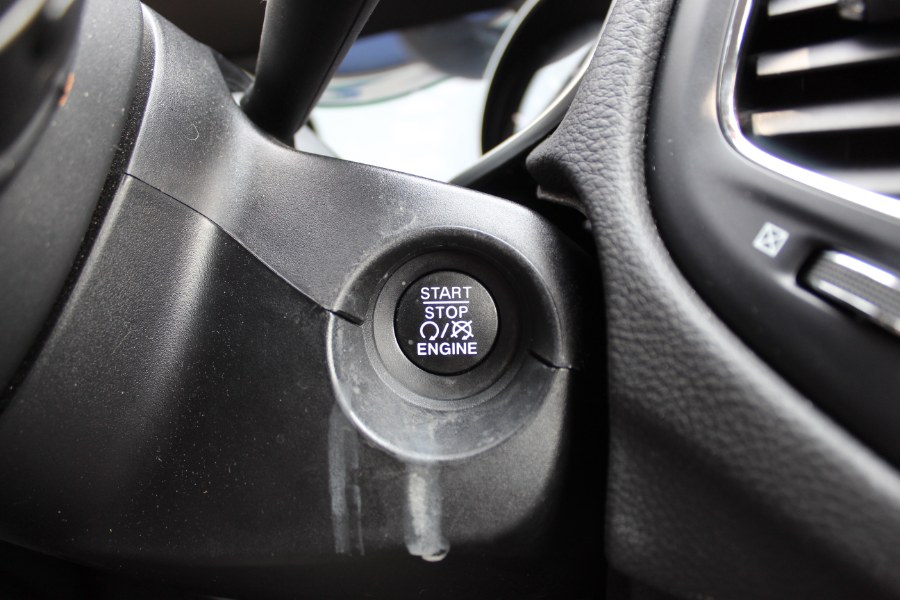 START
STOP
/
ENGINE